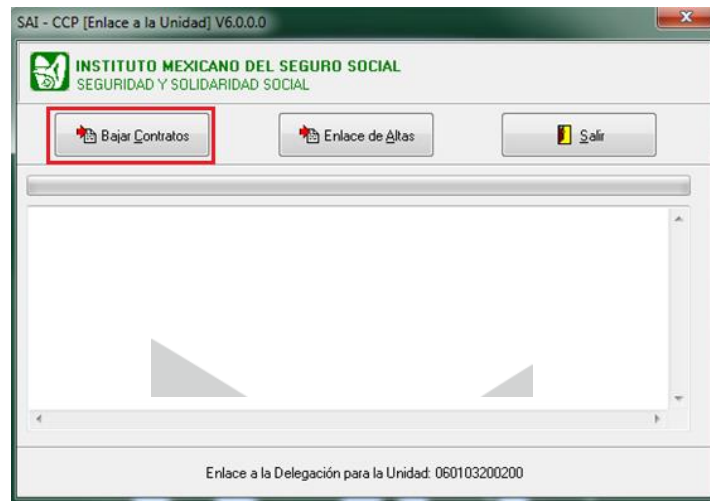 SAI - CCP [Enlace a la Unidad] V6.0.0.0
INSTITUTO MEXICANO DEL SEGURO SOCIAL
SEGURIDAD Y SOLIDARIDAD SOCIAL
Bajar Contratos
Enlace de Altas
Salir
Enlace a la Delegación para la Unidad: 060103200200